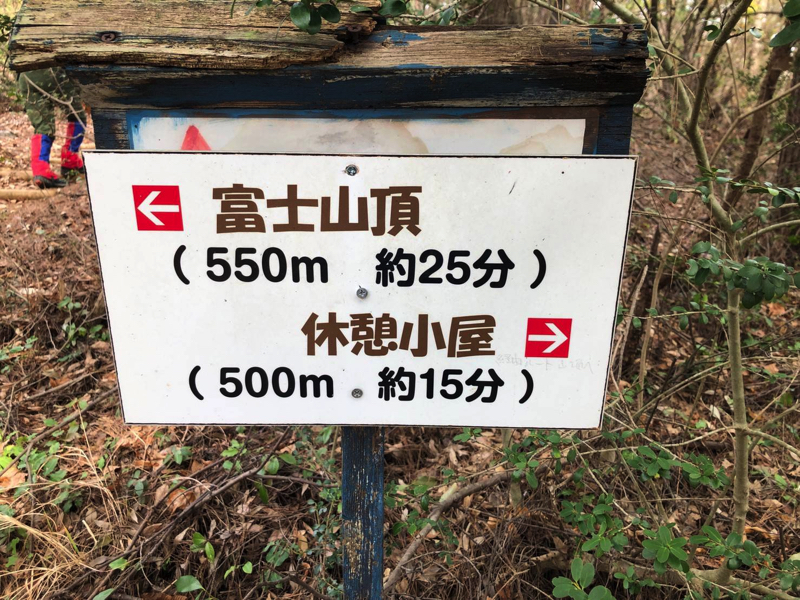 ← 富士山頂
（550m　約25分）
休憩小屋 →
（500m　約15分）